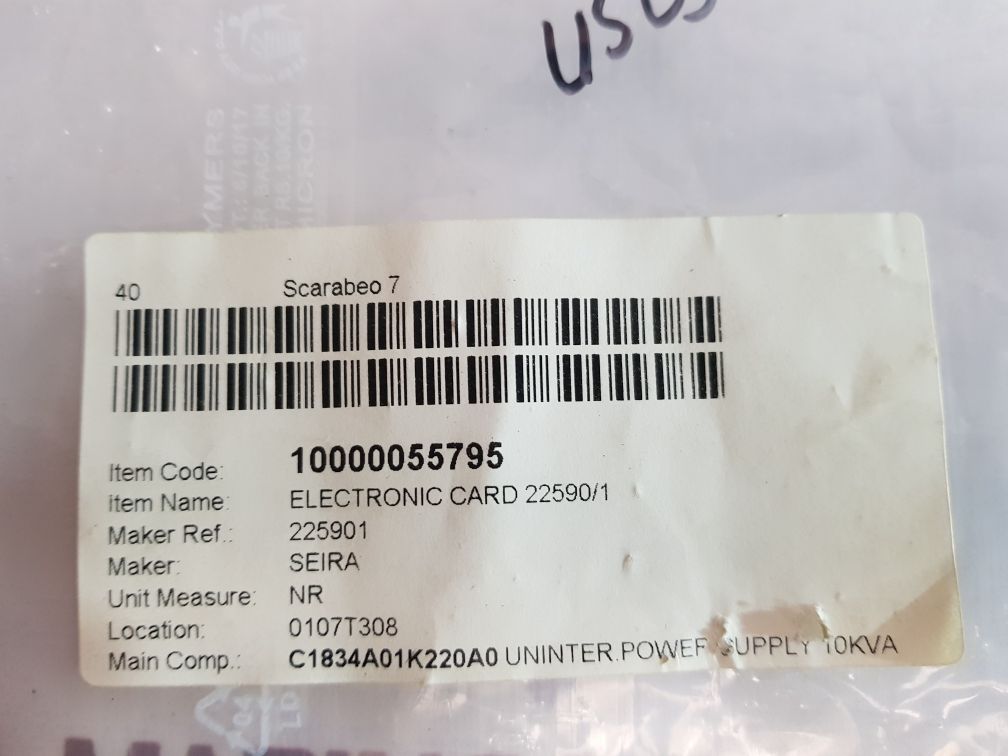 40 Scarabeo 7
Item Code: 10000055795
Item Name: ELECTRONIC CARD 22590/1
Maker Ref.: 225901
Maker: SEIRA
Unit Measure: NR
Location: 0107T308
Main Comp.: C1834A01K220A0 UNINTER.POWER SUPPLY 10KVA